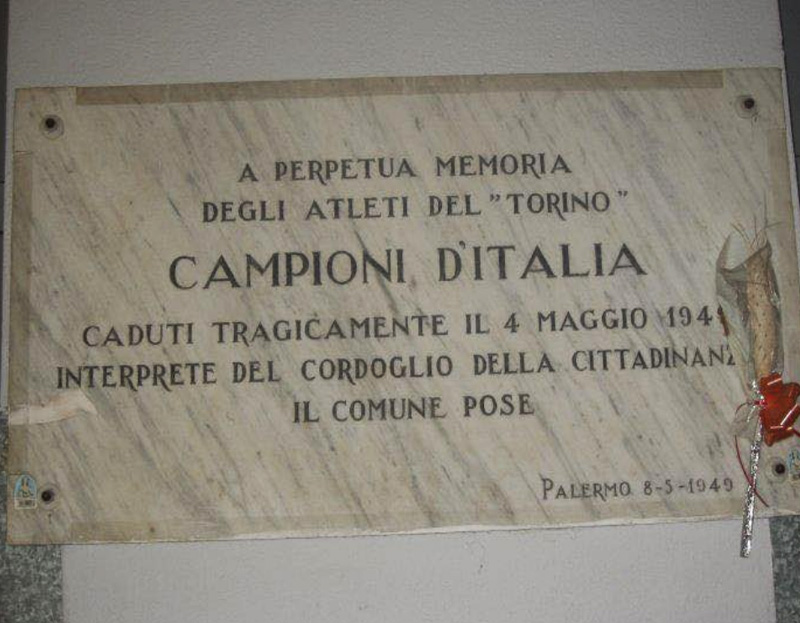 A PERPETUA MEMORIA
DEGLI ATLETI DEL "TORINO"
CAMPIONI D'ITALIA
CADUTI TRAGICAMENTE IL 4 MAGGIO 194
INTERPRETE DEL CORDOGLIO DELLA CITTADINANZ
IL COMUNE POSE
PALERMO 8-5-1949